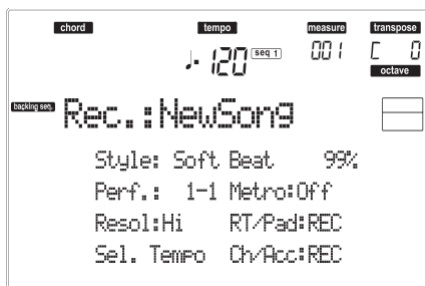 chord tempo measure transpose
♩. 120 seq 1 001 C 0
octave
backing seq. Rec.:NewSong
Style: Soft Beat 99%
Perf.: 1-1 Metro:Off
Resol:Hi RT/Pad:REC
Sel. Tempo Ch/Acc:REC